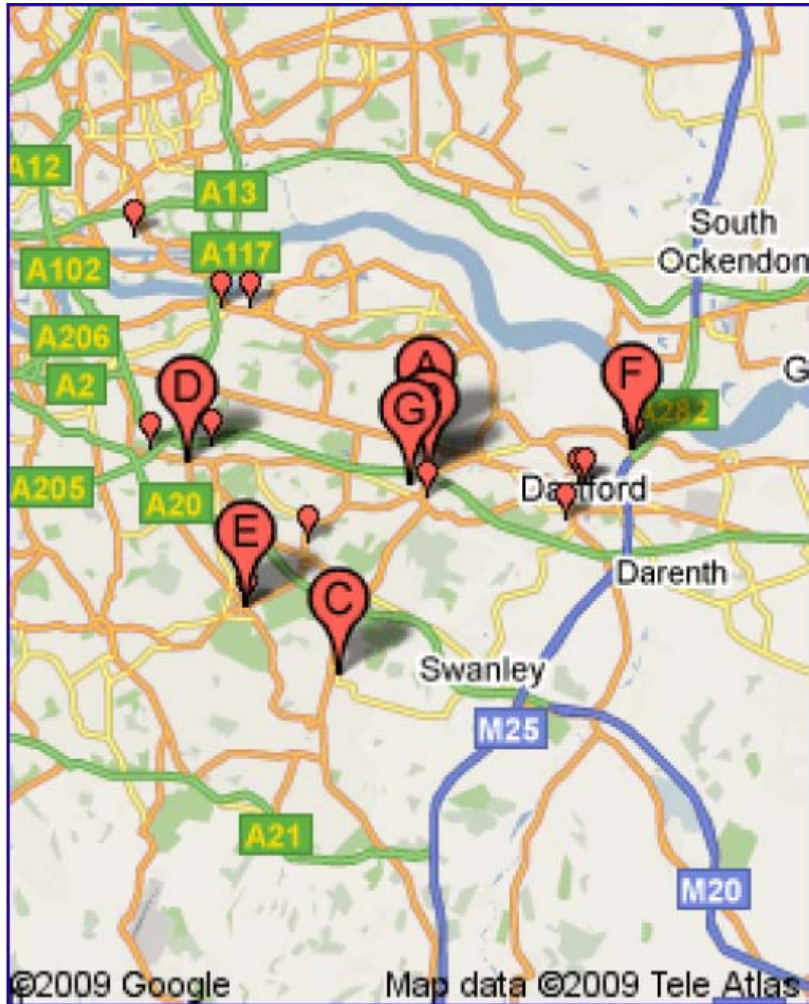 A12
A13
South
Ockendon
A102
A117
A206
A2
A
D
F
G
G
A282
A205
A20
Dartford
E
C
Darenth
Swanley
M25
A21
M20
©2009 Google
Map data ©2009 Tele Atlas